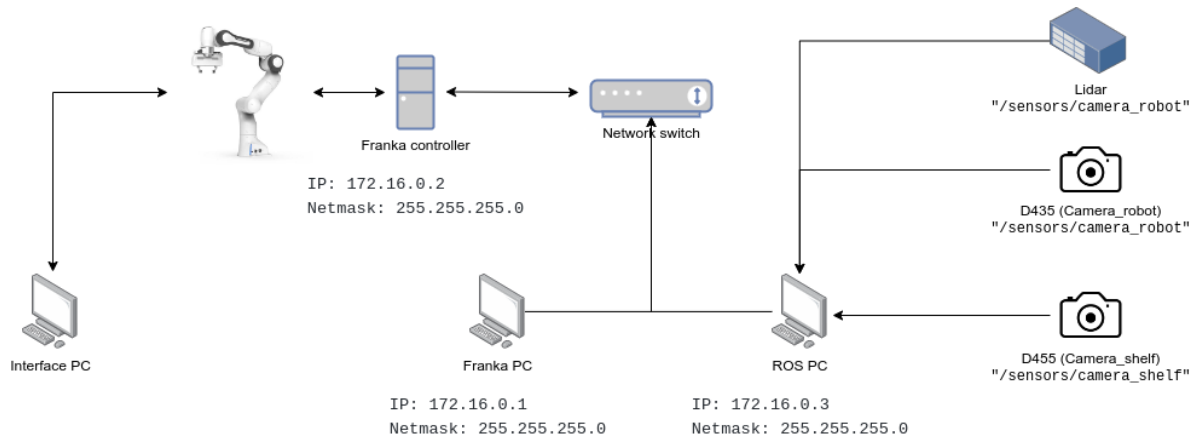 Lidar
"/sensors/camera_robot"
Network switch
Franka controller
IP: 172.16.0.2
Netmask: 255.255.255.0
D435 (Camera_robot)
"/sensors/camera_robot"
Interface PC
Franka PC
ROS PC
D455 (Camera_shelf)
"/sensors/camera_shelf"
IP: 172.16.0.1
Netmask: 255.255.255.0
IP: 172.16.0.3
Netmask: 255.255.255.0